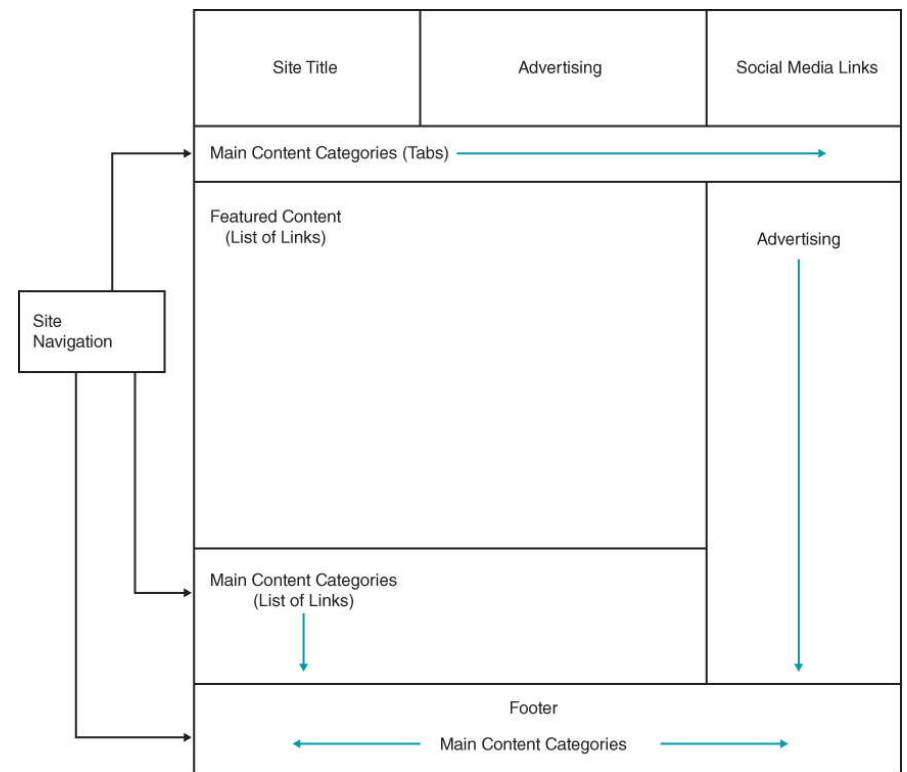 Site Title
Advertising
Social Media Links
Main Content Categories (Tabs)
Featured Content
(List of Links)
Advertising
Site
Navigation
Main Content Categories
(List of Links)
Footer
Main Content Categories